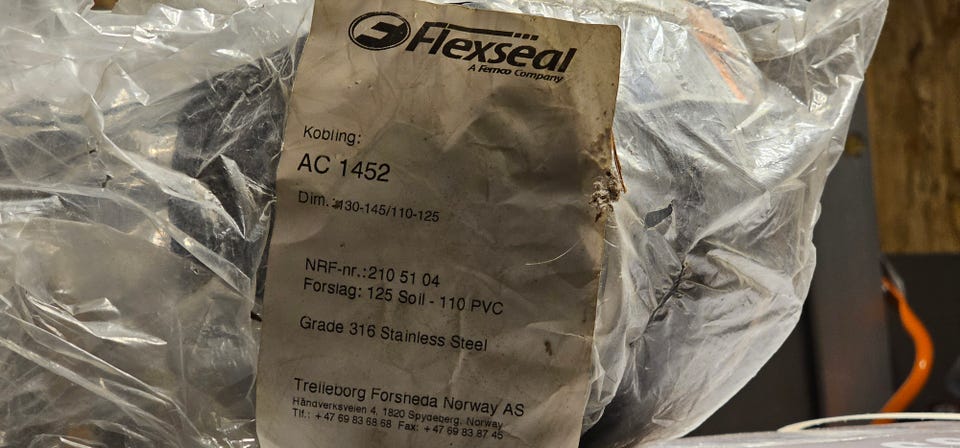 Flexseal
A Fernco Company
Kobling:
AC 1452
Dim.:130-145/110-125
NRF-nr.:210 51 04
Forslag: 125 Soil - 110 PVC
Grade 316 Stainless Steel
Trelleborg Forsheda Norway AS
Håndverksveien 4, 1820 Spydeberg, Norway
Tlf.: +47 69 83 68 68 Fax: +47 69 83 87 45